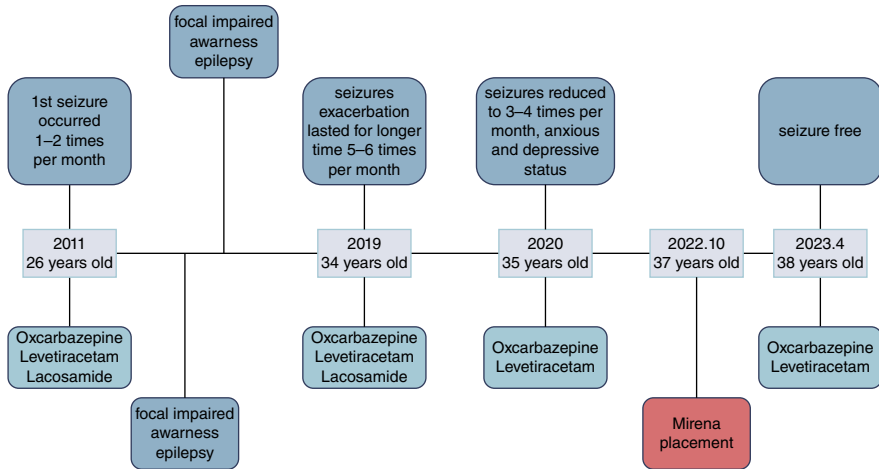 focal impaired
awarness
epilepsy
1st seizure
occurred
1–2 times
per month
seizures
exacerbation
lasted for longer
time 5–6 times
per month
seizures reduced
to 3–4 times per
month, anxious
and depressive
status
seizure free
2011
26 years old
2019
34 years old
2020
35 years old
2022.10
37 years old
2023.4
38 years old
Oxcarbazepine
Levetiracetam
Lacosamide
Oxcarbazepine
Levetiracetam
Lacosamide
Oxcarbazepine
Levetiracetam
Oxcarbazepine
Levetiracetam
focal impaired
awarness
epilepsy
Mirena
placement